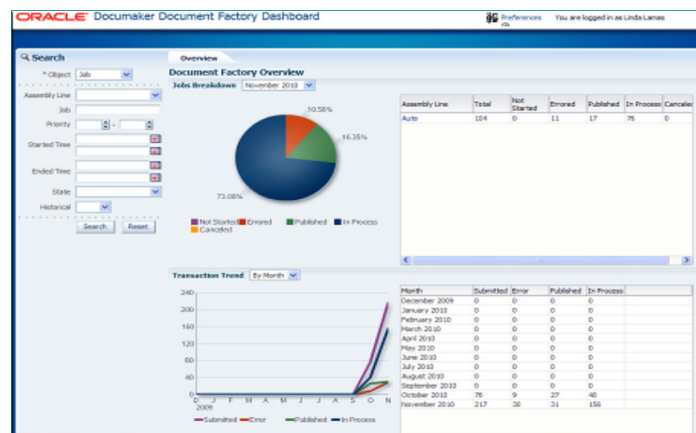 ORACLE Documaker Document Factory Dashboard
Preferences You are logged in as Linda Lamas
Search
* Object Job
Assembly Line
Job
Priority -
Started Time
Ended Time
State
Historical
Search Reset
Overview
Document Factory Overview
Jobs Breakdown November 2010
10.58%
16.35%
73.08%
Not Started Errored Published In Process
Canceled
Assembly Line Total Not Started Errored Published In Process Cancele
Auto 104 0 11 17 76 0
Transaction Trend By Month
240
200
160
120
80
40
0
D J F M A M J J A S O N
2009
Submitted Error Published In Process
Month Submitted Error Published In Process
December 2009 0 0 0 0
January 2010 0 0 0 0
February 2010 0 0 0 0
March 2010 0 0 0 0
April 2010 0 0 0 0
May 2010 0 0 0 0
June 2010 0 0 0 0
July 2010 0 0 0 0
August 2010 0 0 0 0
September 2010 0 0 0 0
October 2010 76 9 27 40
November 2010 217 30 31 156